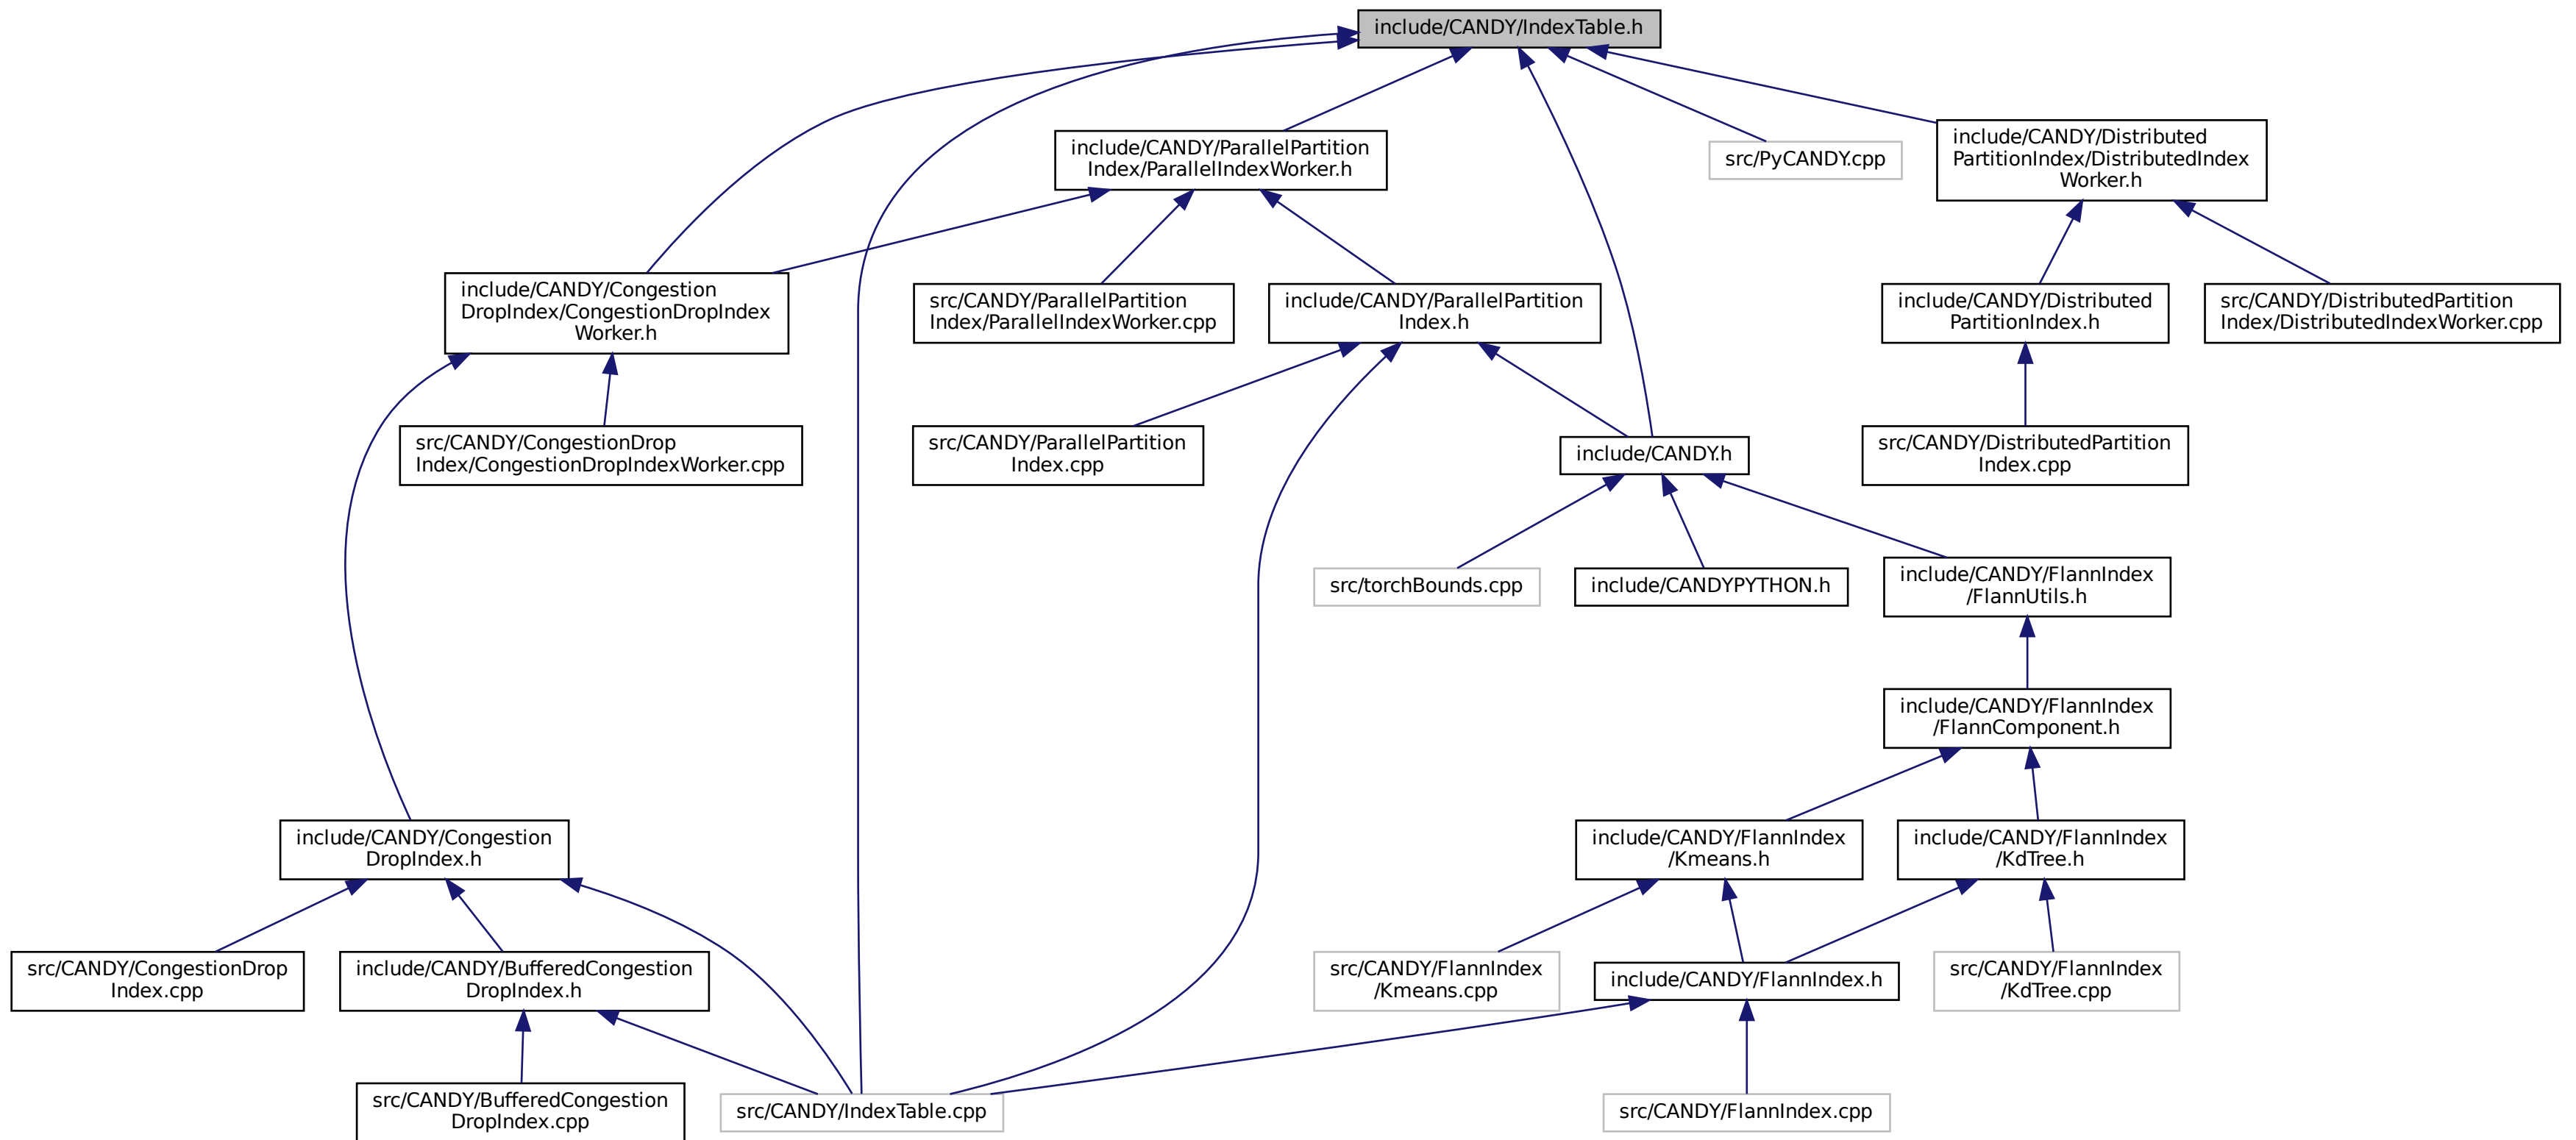 include/CANDY/IndexTable.h
include/CANDY/ParallelPartition
Index/ParallelIndexWorker.h
src/PyCANDY.cpp
include/CANDY/Distributed
PartitionIndex/DistributedIndex
Worker.h
include/CANDY/Congestion
DropIndex/CongestionDropIndex
Worker.h
src/CANDY/ParallelPartition
Index/ParallelIndexWorker.cpp
include/CANDY/ParallelPartition
Index.h
include/CANDY/Distributed
PartitionIndex.h
src/CANDY/DistributedPartition
Index/DistributedIndexWorker.cpp
src/CANDY/CongestionDrop
Index/CongestionDropIndexWorker.cpp
src/CANDY/ParallelPartition
Index.cpp
include/CANDY.h
src/CANDY/DistributedPartition
Index.cpp
src/torchBounds.cpp
include/CANDYPYTHON.h
include/CANDY/FlannIndex
/FlannUtils.h
include/CANDY/FlannIndex
/FlannComponent.h
include/CANDY/Congestion
DropIndex.h
include/CANDY/FlannIndex
/Kmeans.h
include/CANDY/FlannIndex
/KdTree.h
src/CANDY/CongestionDrop
Index.cpp
include/CANDY/BufferedCongestion
DropIndex.h
src/CANDY/FlannIndex
/Kmeans.cpp
include/CANDY/FlannIndex.h
src/CANDY/FlannIndex
/KdTree.cpp
src/CANDY/BufferedCongestion
DropIndex.cpp
src/CANDY/IndexTable.cpp
src/CANDY/FlannIndex.cpp